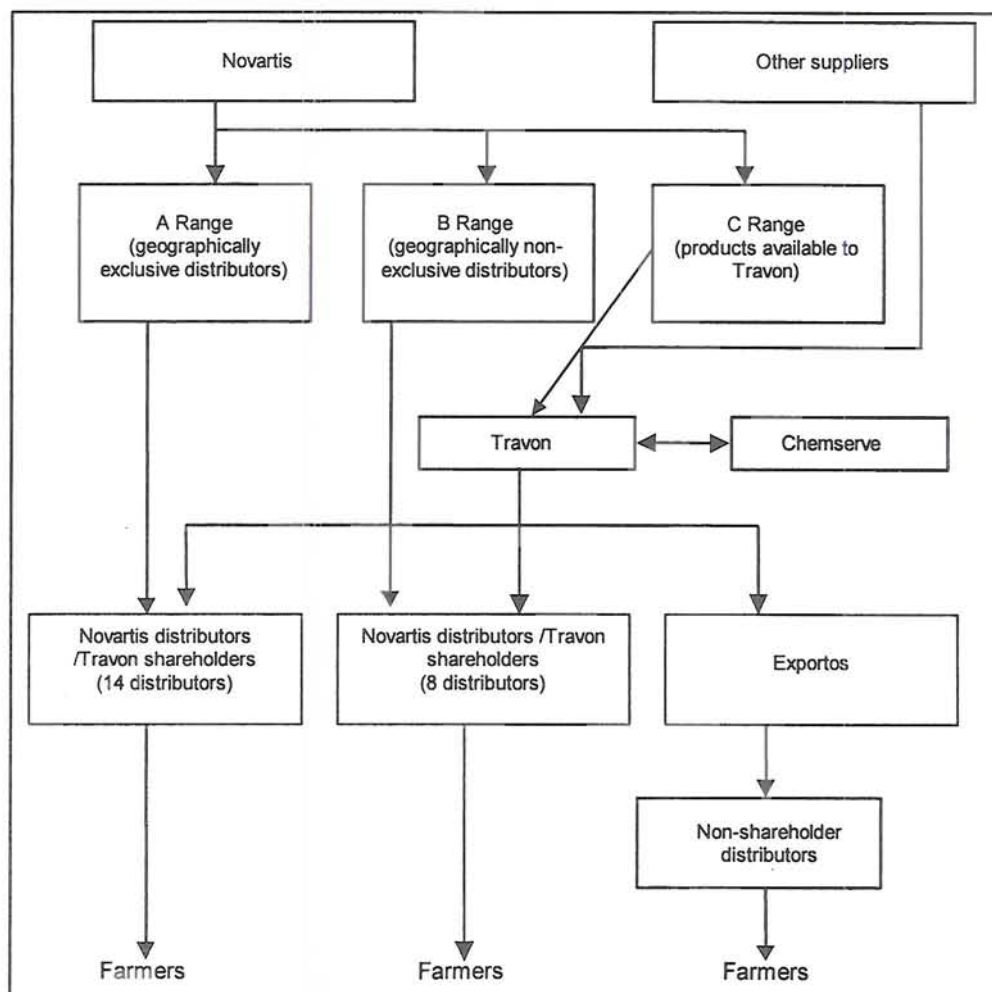 Novartis
Other suppliers
A Range
(geographically
exclusive distributors)
B Range
(geographically non-
exclusive distributors)
C Range
(products available to
Travon)
Travon
Chemserve
Novartis distributors
/Travon shareholders
(14 distributors)
Novartis distributors /Travon
shareholders
(8 distributors)
Exportos
Non-shareholder
distributors
Farmers
Farmers
Farmers